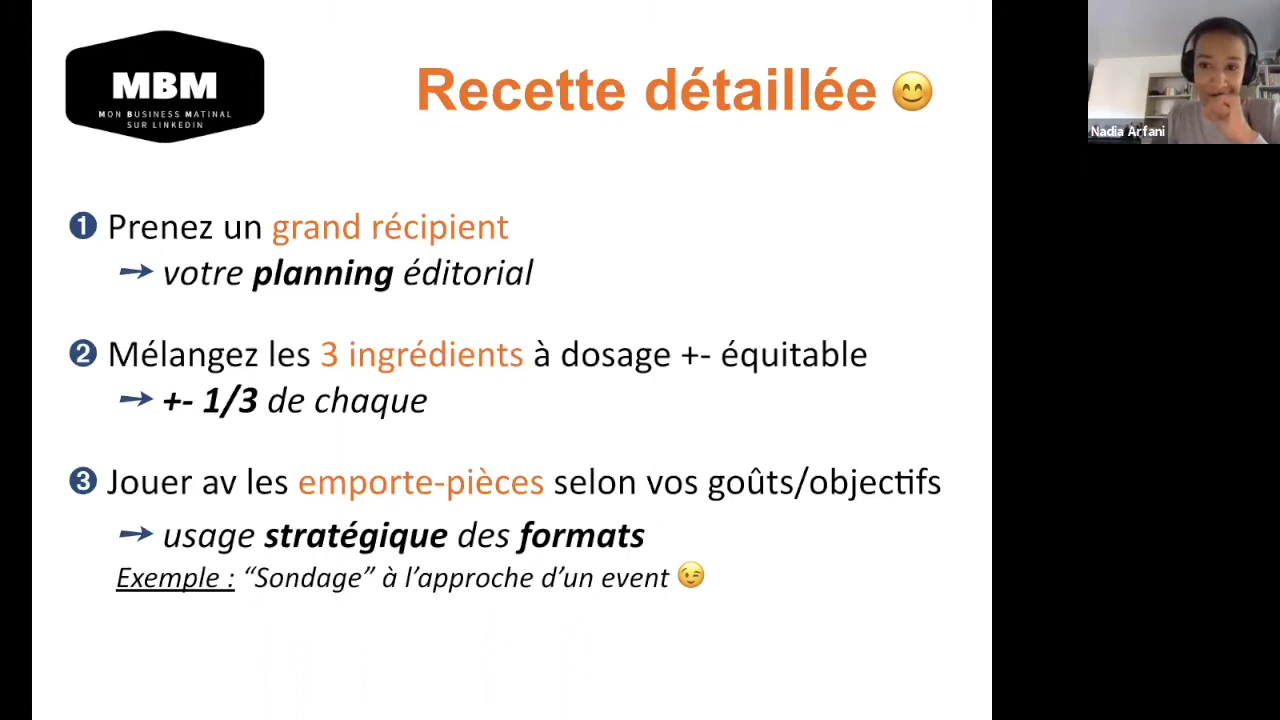 MBM
MON BUSINESS MATINAL
SUR LINKEDIN
Recette détaillée 😊
Nadia Arfani
❶ Prenez un grand récipient
➙ votre planning éditorial
❷ Mélangez les 3 ingrédients à dosage +- équitable
➙ +- 1/3 de chaque
❸ Jouer av les emporte-pièces selon vos goûts/objectifs
➙ usage stratégique des formats
Exemple : “Sondage” à l’approche d’un event 😉